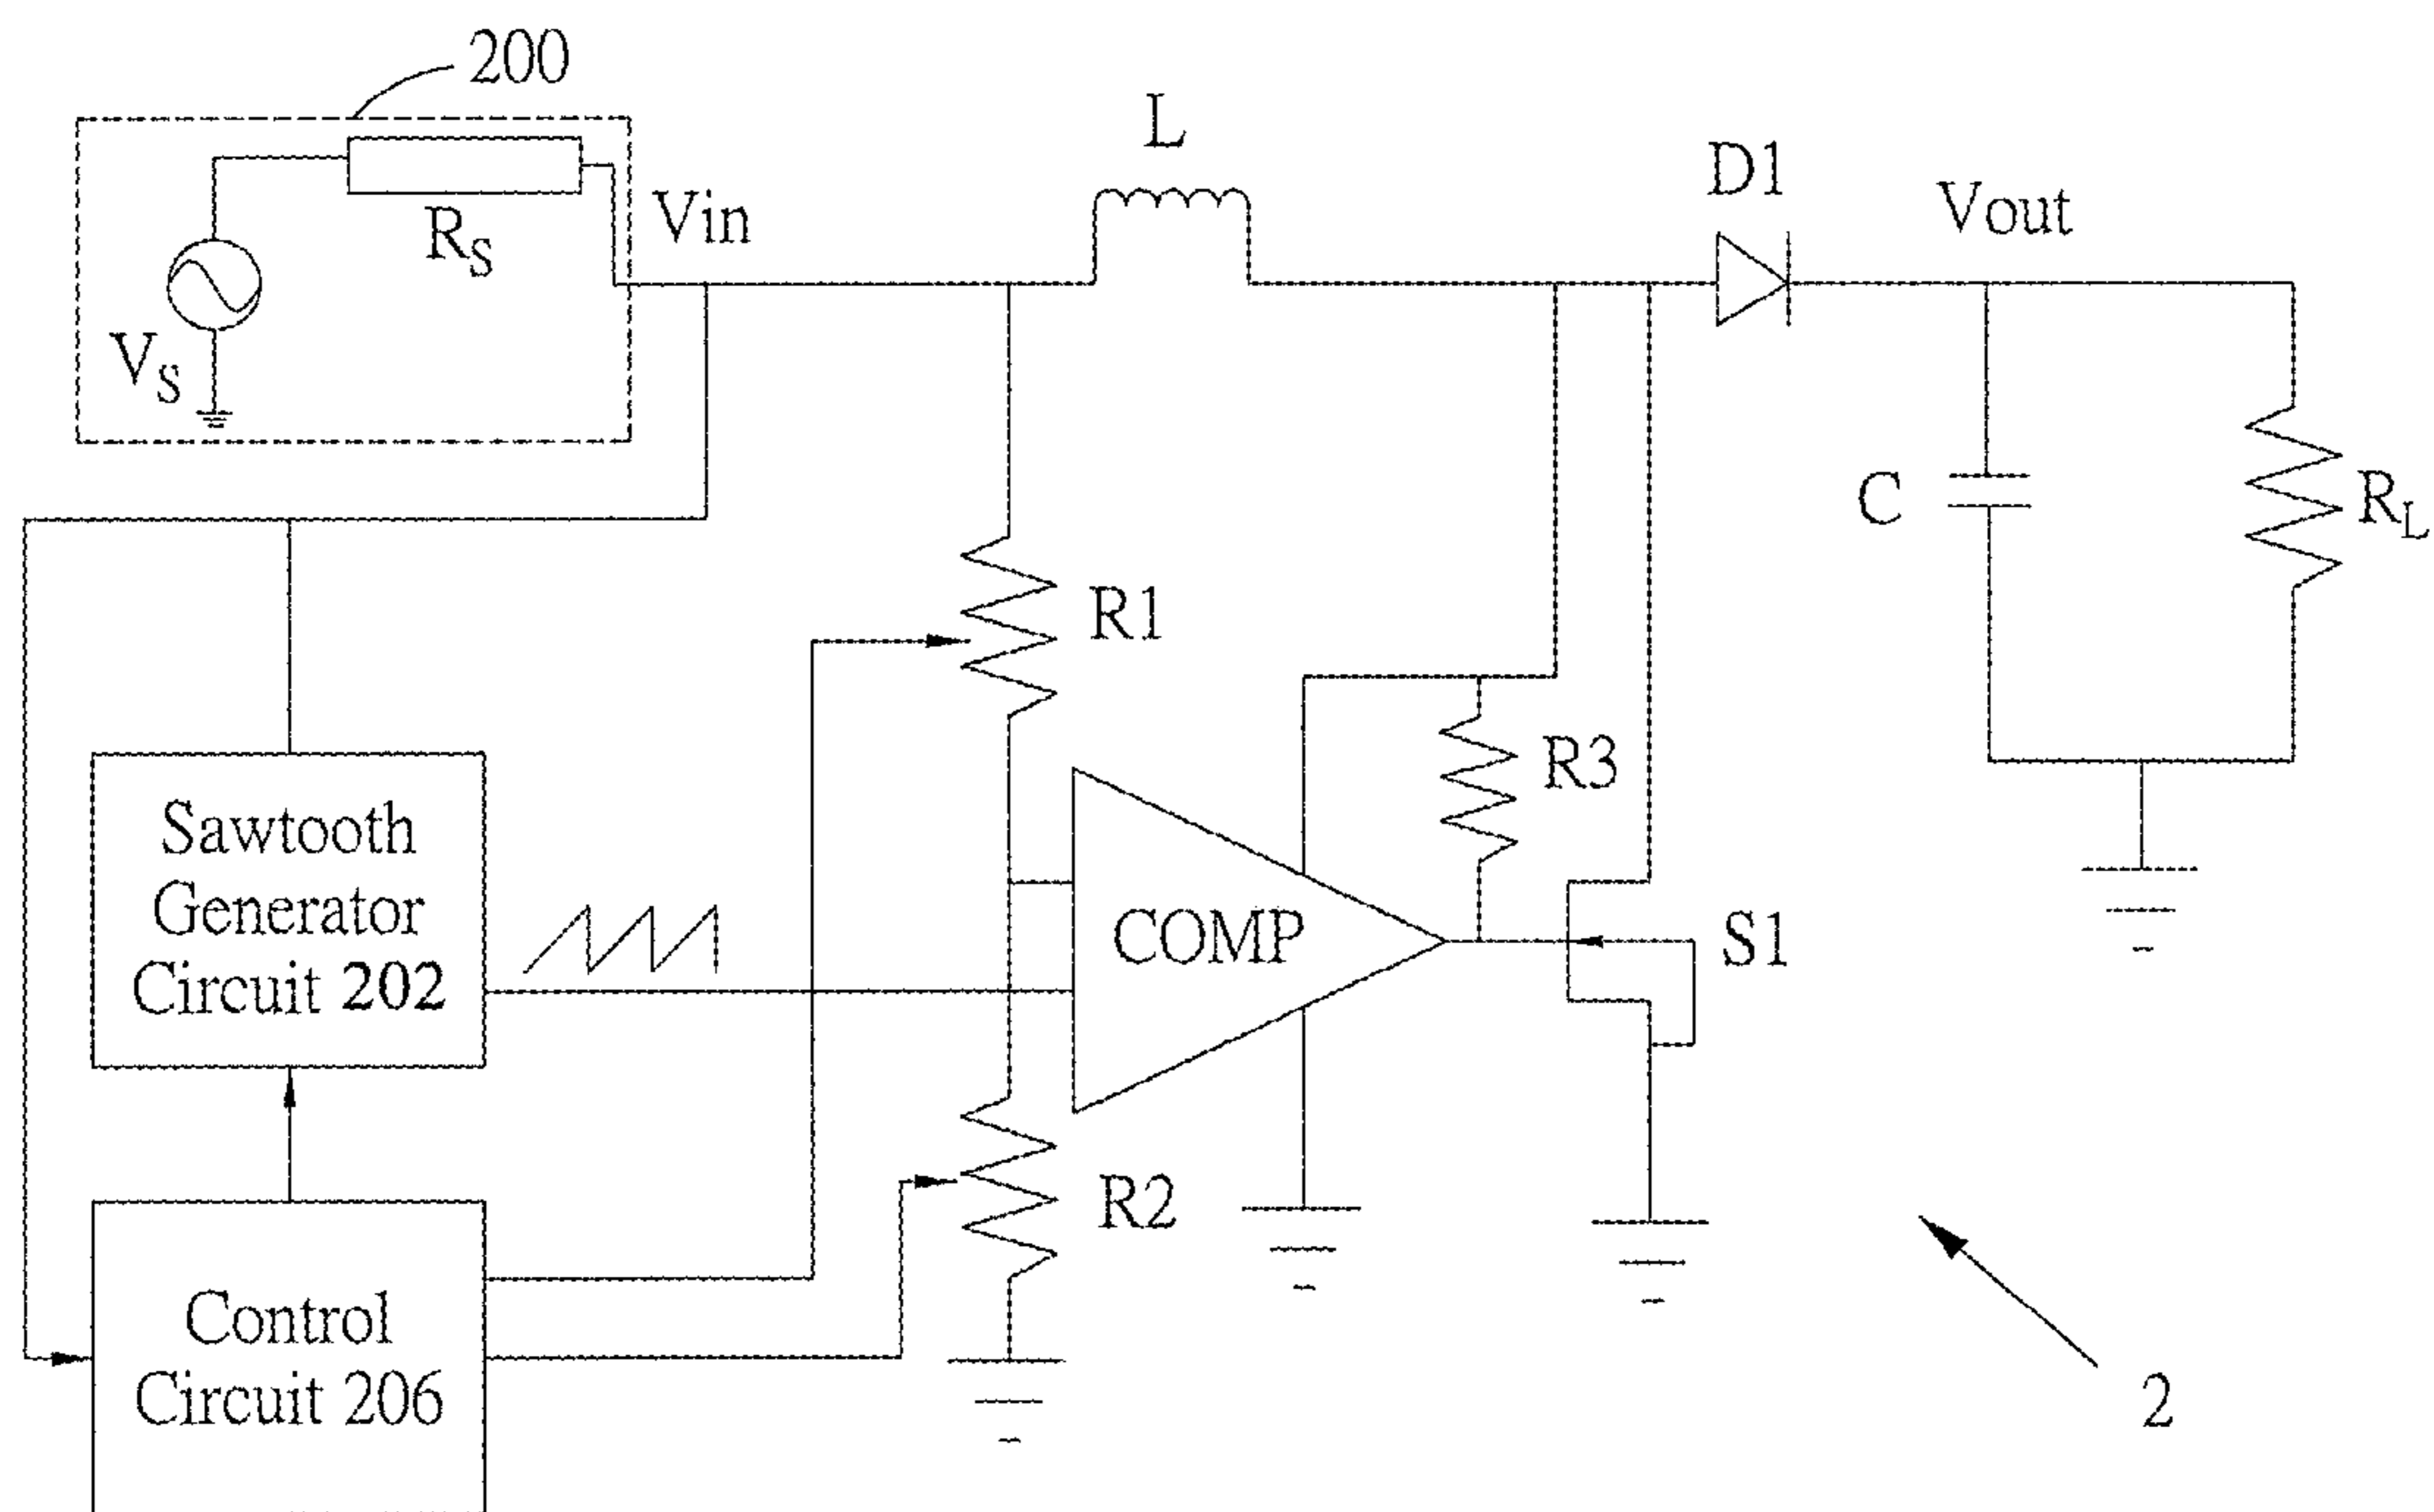 200
L
D1
Vout
Vin
RS
VS
C
RL
R1
R3
Sawtooth
Generator
Circuit 202
COMP
S1
R2
Control
Circuit 206
2